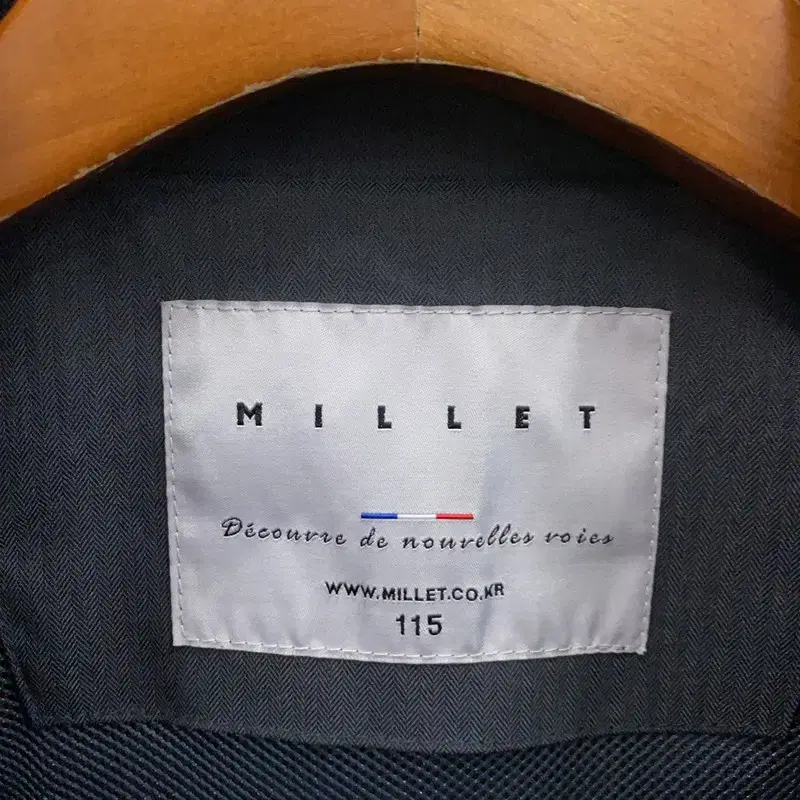 MILLET
Découvre de nouvelles voies
WWW.MILLET.CO.KR
115